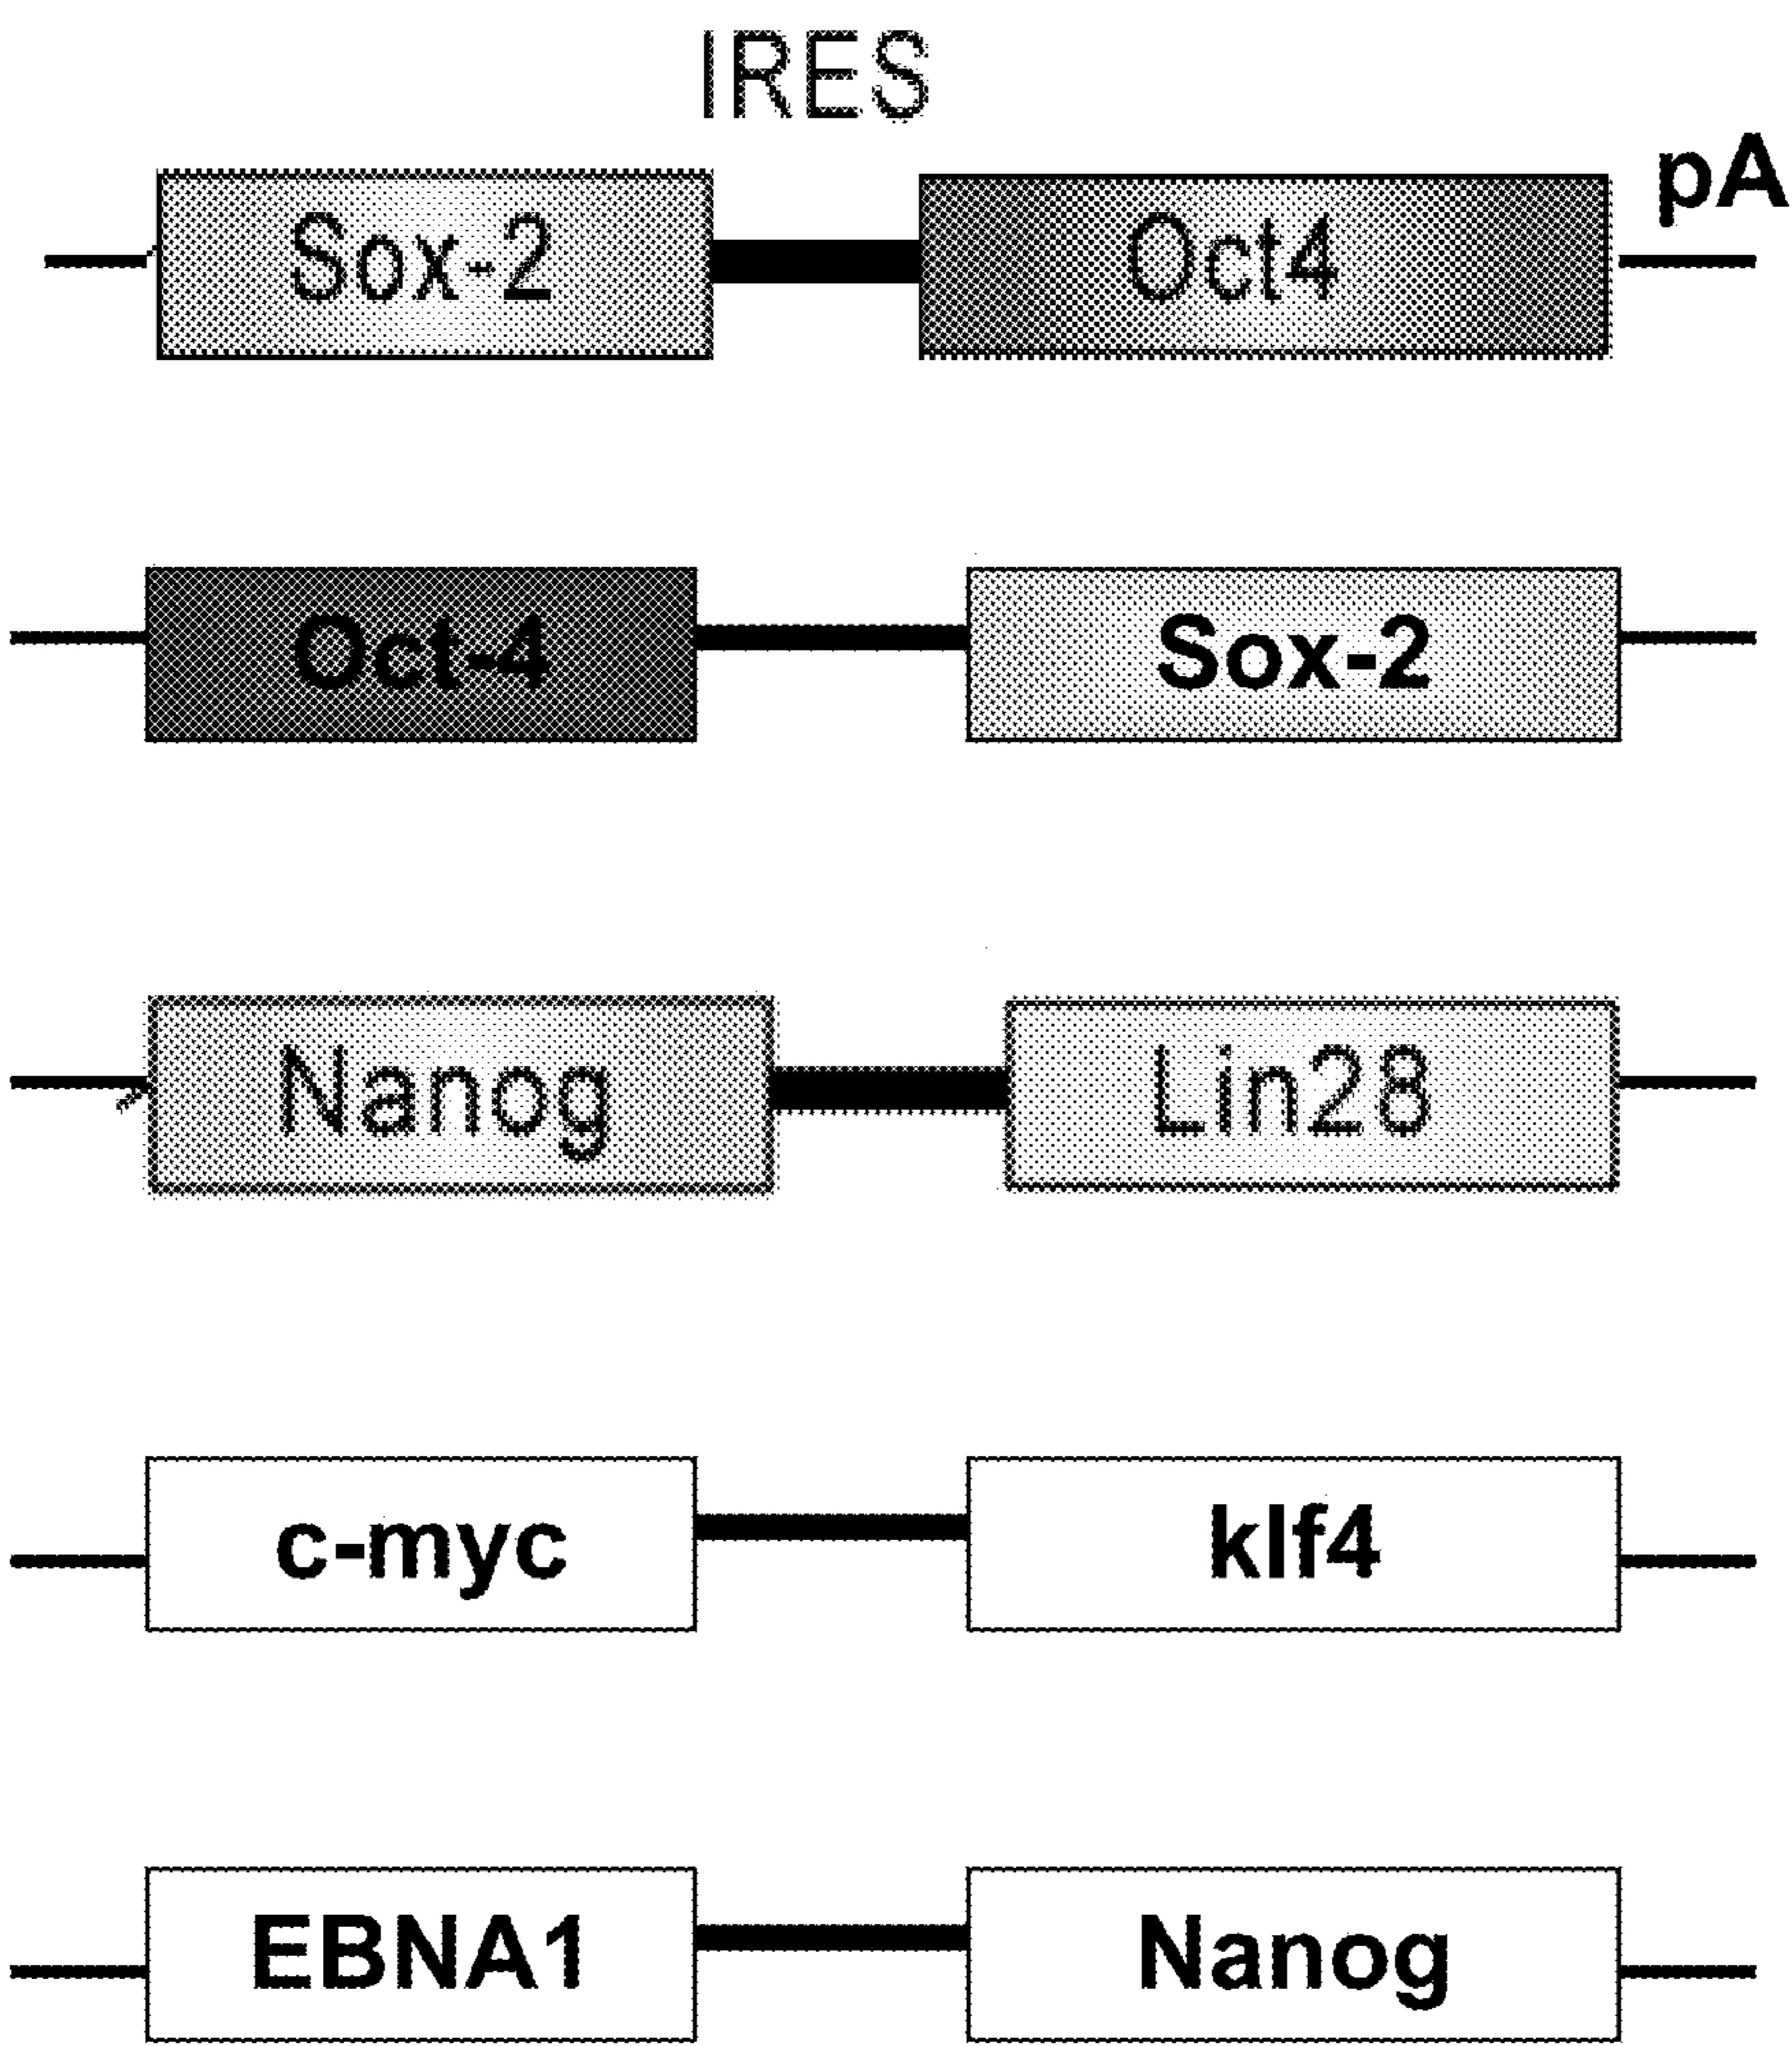 IRES
pA
Sox-2 Oct4
Oct-4 Sox-2
Nanog Lin28
c-myc klf4
EBNA1 Nanog